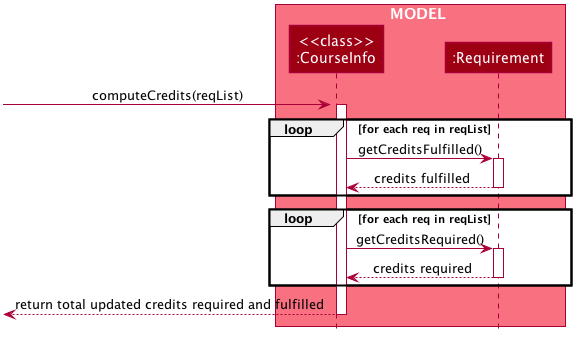 MODEL
<<class>>
:CourseInfo
:Requirement
computeCredits(reqList)
loop
[for each req in reqList]
getCreditsFulfilled()
credits fulfilled
loop
[for each req in reqList]
getCreditsRequired()
credits required
return total updated credits required and fulfilled